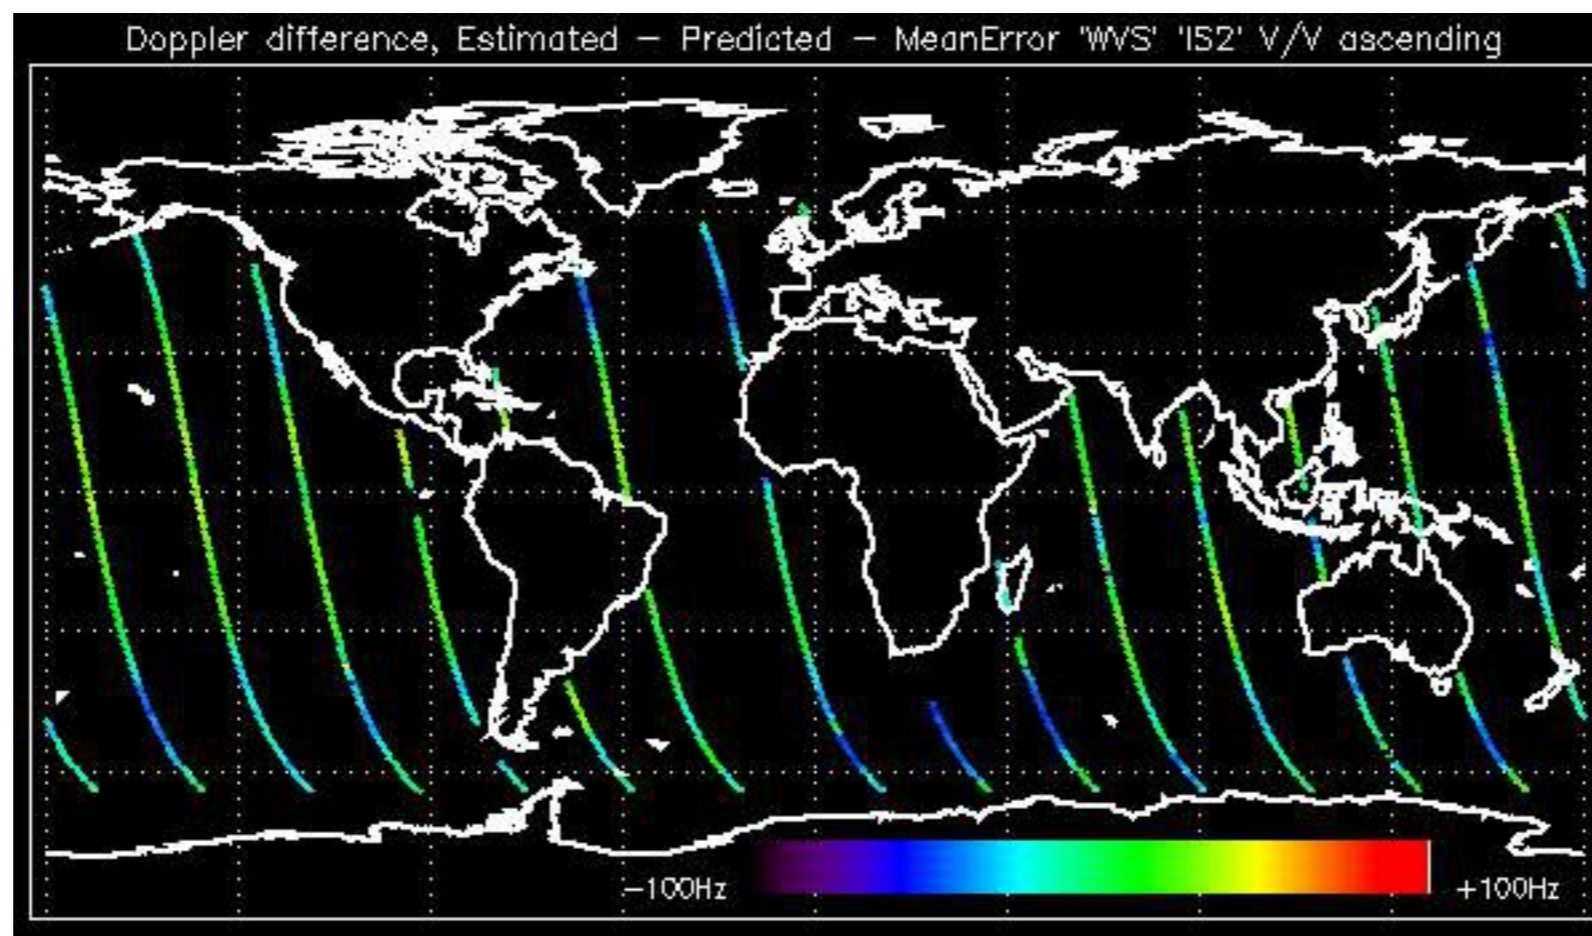 Doppler difference, Estimated - Predicted - MeanError 'WVS' 'IS2' V/V ascending
-100Hz
+100Hz